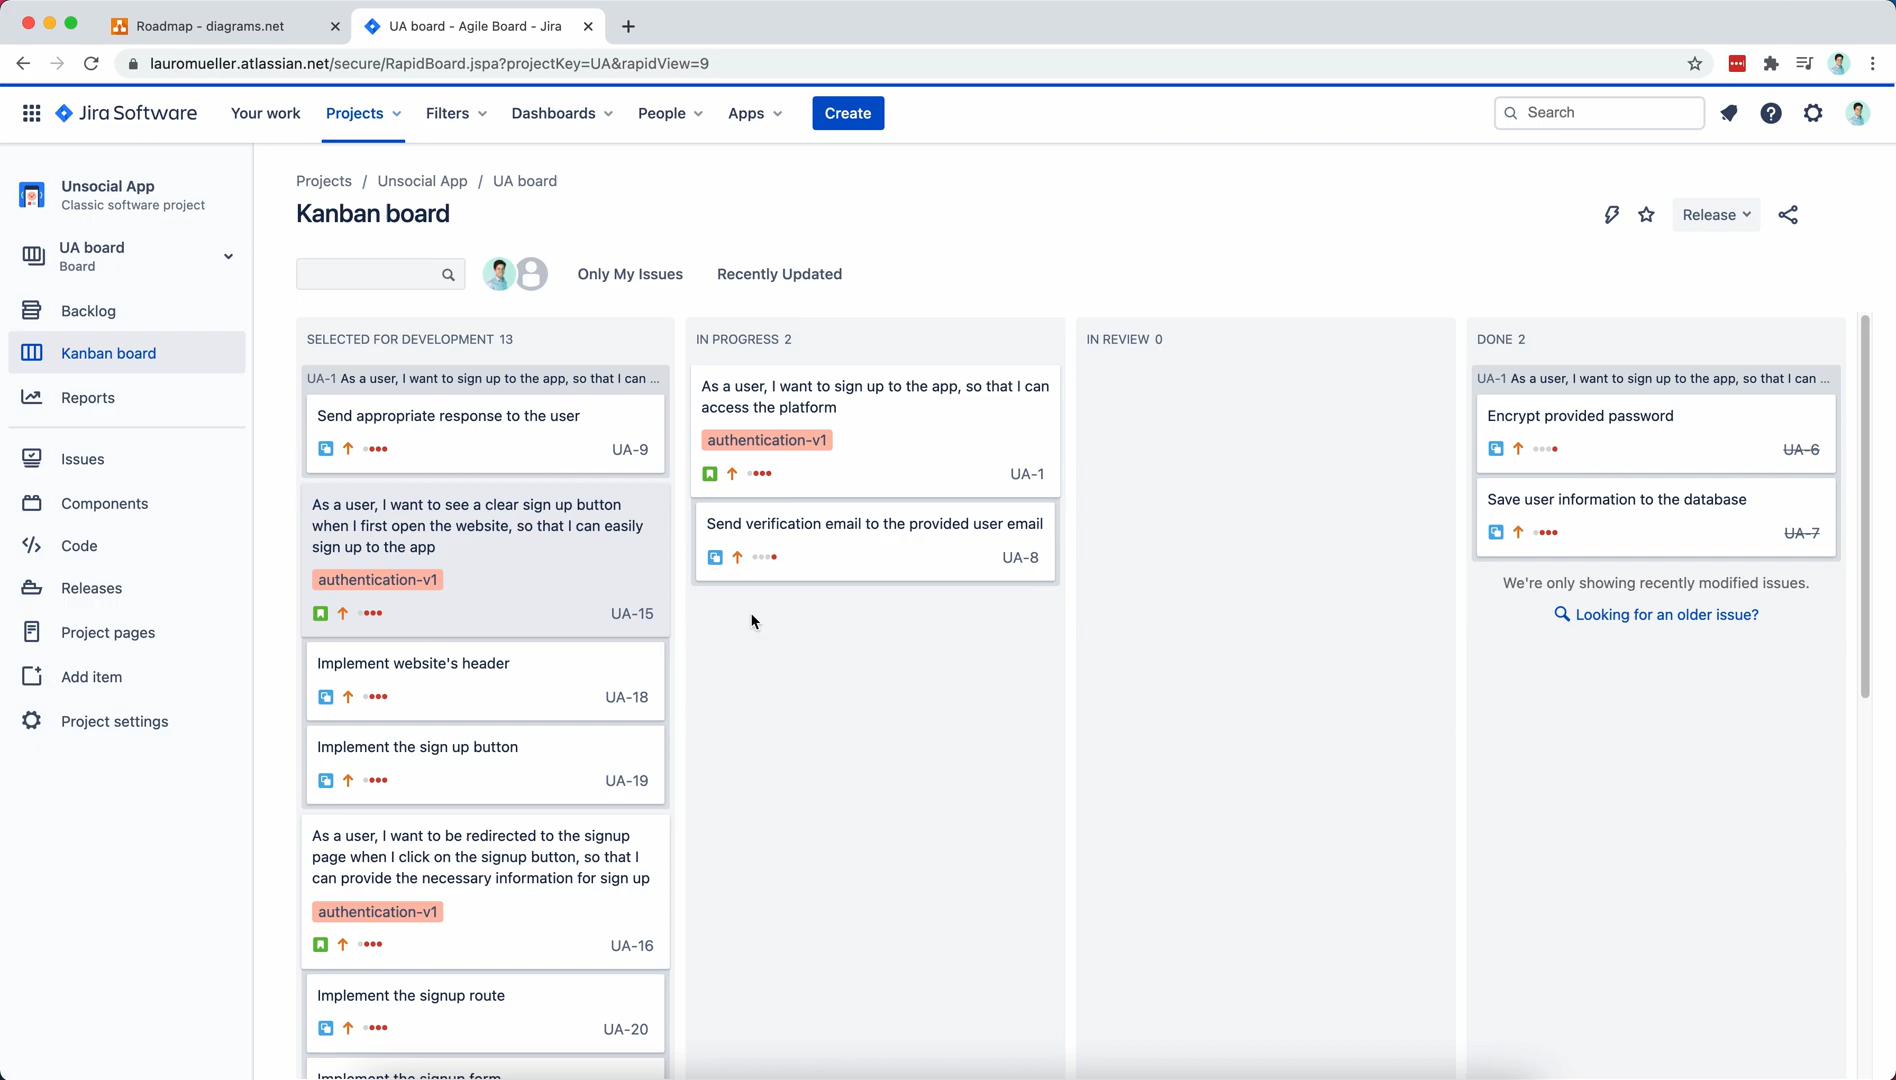 Roadmap - diagrams.net
UA board - Agile Board - Jira
lauromueller.atlassian.net/secure/RapidBoard.jspa?projectKey=UA&rapidView=9
Jira Software
Your work
Projects
Filters
Dashboards
People
Apps
Create
Search
Unsocial App
Classic software project
UA board
Board
Backlog
Kanban board
Reports
Issues
Components
Code
Releases
Project pages
Add item
Project settings
Projects / Unsocial App / UA board
Kanban board
Release
Only My Issues
Recently Updated
SELECTED FOR DEVELOPMENT 13
UA-1 As a user, I want to sign up to the app, so that I can ...
Send appropriate response to the user
UA-9
As a user, I want to see a clear sign up button
when I first open the website, so that I can easily
sign up to the app
authentication-v1
UA-15
Implement website's header
UA-18
Implement the sign up button
UA-19
As a user, I want to be redirected to the signup
page when I click on the signup button, so that I
can provide the necessary information for sign up
authentication-v1
UA-16
Implement the signup route
UA-20
Implement the signup form
IN PROGRESS 2
As a user, I want to sign up to the app, so that I can
access the platform
authentication-v1
UA-1
Send verification email to the provided user email
UA-8
IN REVIEW 0
DONE 2
UA-1 As a user, I want to sign up to the app, so that I can ...
Encrypt provided password
UA-6
Save user information to the database
UA-7
We're only showing recently modified issues.
Looking for an older issue?